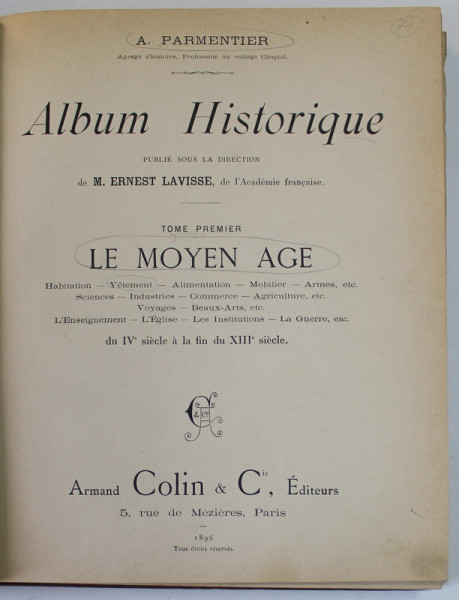 A. PARMENTIER
Agrégé d'histoire, Professeur au collège Chaptal.
Album Historique
PUBLIÉ SOUS LA DIRECTION
de M. ERNEST LAVISSE, de l'Académie française.
TOME PREMIER
LE MOYEN AGE
Habitation — Vêtement — Alimentation — Mobilier — Armes, etc.
Sciences — Industries — Commerce — Agriculture, etc.
Voyages — Beaux-Arts, etc.
L'Enseignement — L'Église — Les Institutions — La Guerre, etc.
du IVe siècle à la fin du XIIIe siècle.
Armand Colin & Cie, Éditeurs
5, rue de Mézières, Paris
1896
Tous droits réservés.